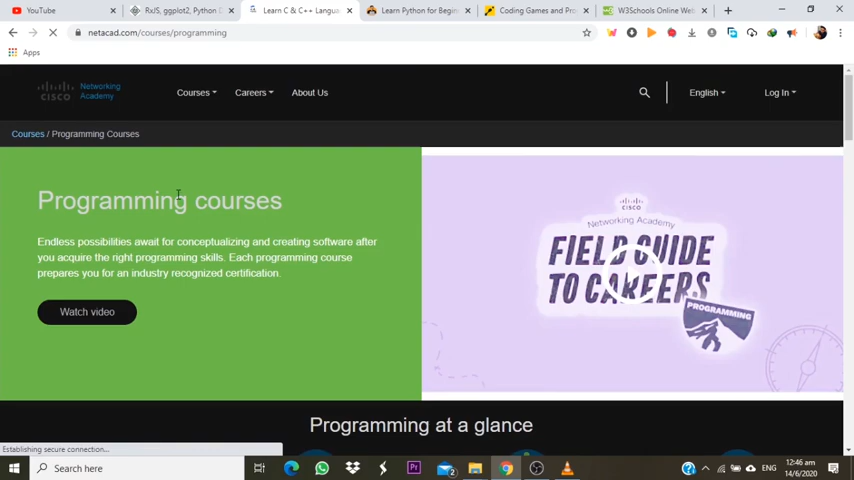 YouTube
RxJS, ggplot2, Python D
Learn C & C++ Langu
Learn Python for Begin
Coding Games and Pro
W3Schools Online Web
netacad.com/courses/programming
Apps
CISCO
Networking
Academy
Courses
Careers
About Us
English
Log In
Courses / Programming Courses
Programming courses
Endless possibilities await for conceptualizing and creating software after
you acquire the right programming skills. Each programming course
prepares you for an industry recognized certification.
Watch video
CISCO
Networking Academy
FIELD GUIDE
TO CAREERS
PROGRAMMING
Programming at a glance
Establishing secure connection...
Search here
Pr
2
ENG
12:46 am
14/6/2020